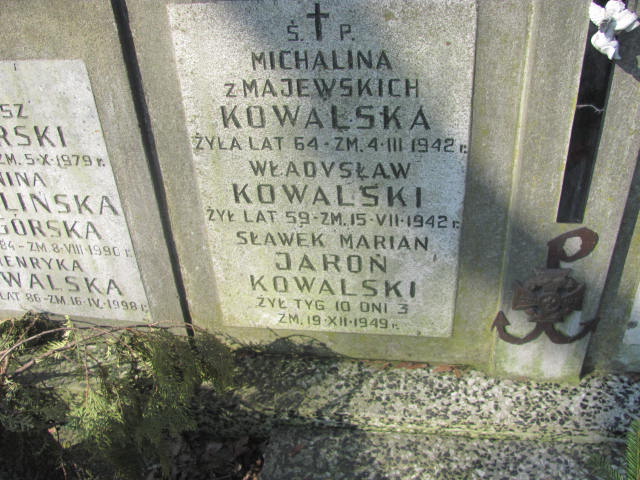 SZ
RSKI
ZM. 5·X·1979 r.
NINA
LIŃSKA
GÓRSKA
84 - ZM. 8·VIII·1990 r.
HENRYKA
WALSKA
LAT 86 - ZM 16·IV·1998 r.
Ś. P.
MICHALINA
z MAJEWSKICH
KOWALSKA
ŻYŁA LAT 64 - ZM. 4·III 1942 r.
WŁADYSŁAW
KOWALSKI
ŻYŁ LAT 59 - ZM. 15·VII·1942 r.
SŁAWEK MARIAN
JAROŃ
KOWALSKI
ŻYŁ TYG 10 DNI 3
ZM. 19·XII·1949 r.